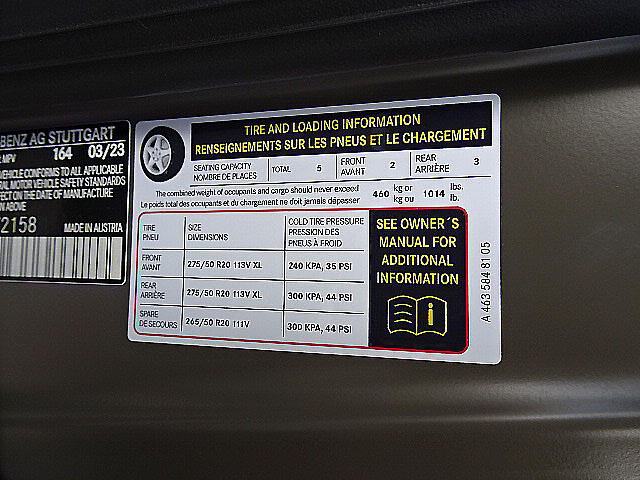 BENZ AG STUTTGART
MPV 164 03/23
VEHICLE CONFORMS TO ALL APPLICABLE
MOTOR VEHICLE SAFETY STANDARDS
EFFECT ON THE DATE OF MANUFACTURE
ABOVE
2158 MADE IN AUSTRIA
TIRE AND LOADING INFORMATION
RENSEIGNEMENTS SUR LES PNEUS ET LE CHARGEMENT
SEATING CAPACITY TOTAL 5 FRONT 2 REAR 3
NOMBRE DE PLACES AVANT ARRIÈRE
The combined weight of occupants and cargo should never exceed 460 kg or 1014 lbs.
Le poids total des occupants et du chargement ne doit jamais dépasser kg ou lb.
TIRE SIZE COLD TIRE PRESSURE
PNEU DIMENSIONS PRESSION DES
PNEUS À FROID
FRONT 275/50 R20 113V XL 240 KPA, 35 PSI
AVANT
REAR 275/50 R20 113V XL 300 KPA, 44 PSI
ARRIÈRE
SPARE 265/50 R20 111V 300 KPA, 44 PSI
DE SECOURS
SEE OWNER´S
MANUAL FOR
ADDITIONAL
INFORMATION
i
A 463 584 81 05